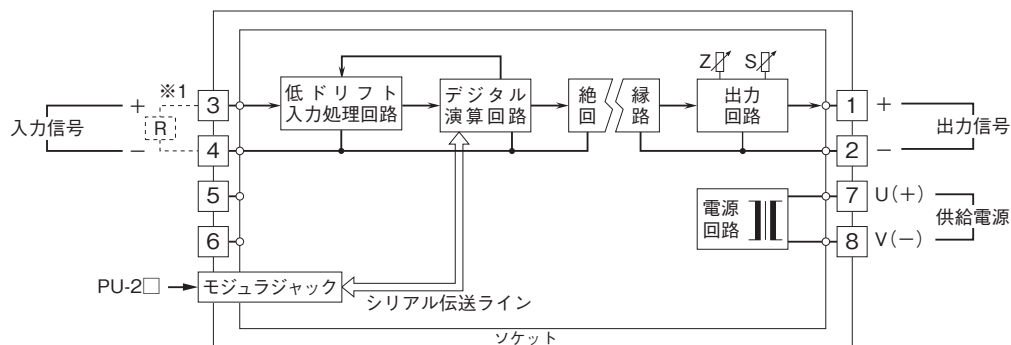 Z
S
※1
+
3
低ドリフト
入力処理回路
デジタル
演算回路
絶
回
縁
路
出力
回路
1
+
入力信号
R
出力信号
−
4
2
−
5
7
U(+)
電源
回路
供給電源
6
8
V(−)
PU-2□
モジュラジャック
シリアル伝送ライン
ソケット